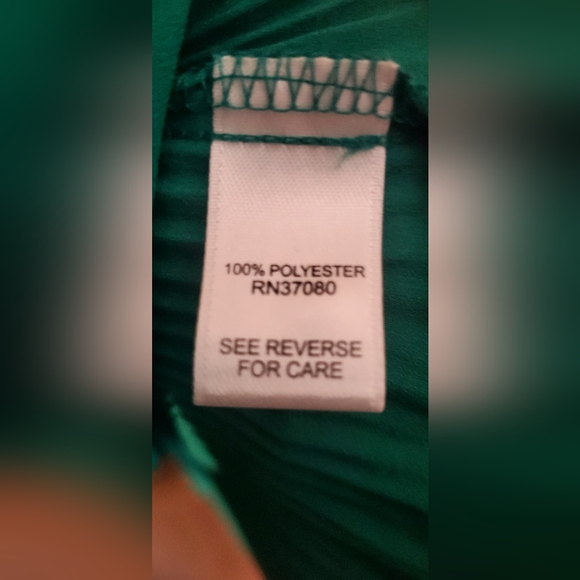 100% POLYESTER
RN37080
SEE REVERSE
FOR CARE